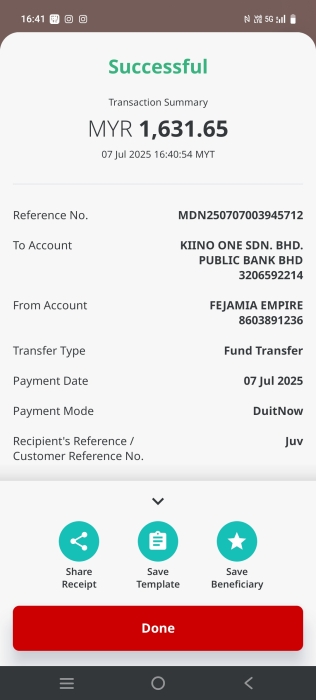 16:41
5G
Successful
Transaction Summary
MYR 1,631.65
07 Jul 2025 16:40:54 MYT
Reference No. MDN250707003945712
To Account KIINO ONE SDN. BHD.
PUBLIC BANK BHD
3206592214
From Account FEJAMIA EMPIRE
8603891236
Transfer Type Fund Transfer
Payment Date 07 Jul 2025
Payment Mode DuitNow
Recipient's Reference / Juv
Customer Reference No.
Share Save Save
Receipt Template Beneficiary
Done